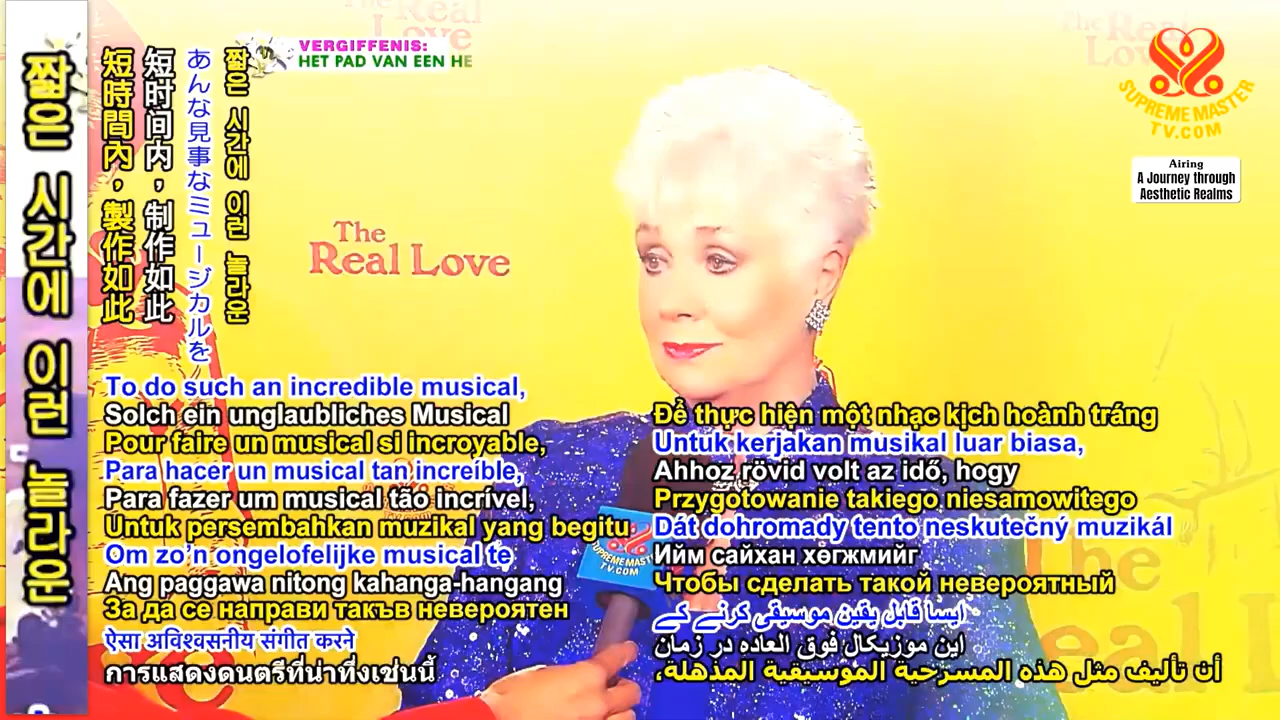 짧은 시간에 이런 놀라운
短時間內，製作如此
短时间内，制作如此
あんな見事なミュージカルを
짧은 시간에 이런 놀라운
VERGIFFENIS:
HET PAD VAN EEN HE
The Real Love
The Real Love
SUPREME MASTER
TV.COM
Airing
A Journey through
Aesthetic Realms
The
Real Love
To do such an incredible musical,
Solch ein unglaubliches Musical
Pour faire un musical si incroyable,
Para hacer un musical tan increíble,
Para fazer um musical tão incrível,
Untuk persembahkan muzikal yang begitu
Om zo’n ongelofelijke musical te
Ang paggawa nitong kahanga-hangang
За да се направи такъв невероятен
ऐसा अविश्वसनीय संगीत करने
การแสดงดนตรีที่น่าทึ่งเช่นนี้
Để thực hiện một nhạc kịch hoành tráng
Untuk kerjakan musikal luar biasa,
Ahhoz rövid volt az idő, hogy
Przygotowanie takiego niesamowitego
Dát dohromady tento neskutečný muzikál
Ийм сайхан хөгжмийг
Чтобы сделать такой невероятный
ایسا قابل یقین موسیقی کرنے کے
این موزیکال فوق العاده در زمان
أن تأليف مثل هذه المسرحية الموسيقية المذهلة،
SUPREME MASTER
TV.COM
The
eal Lo